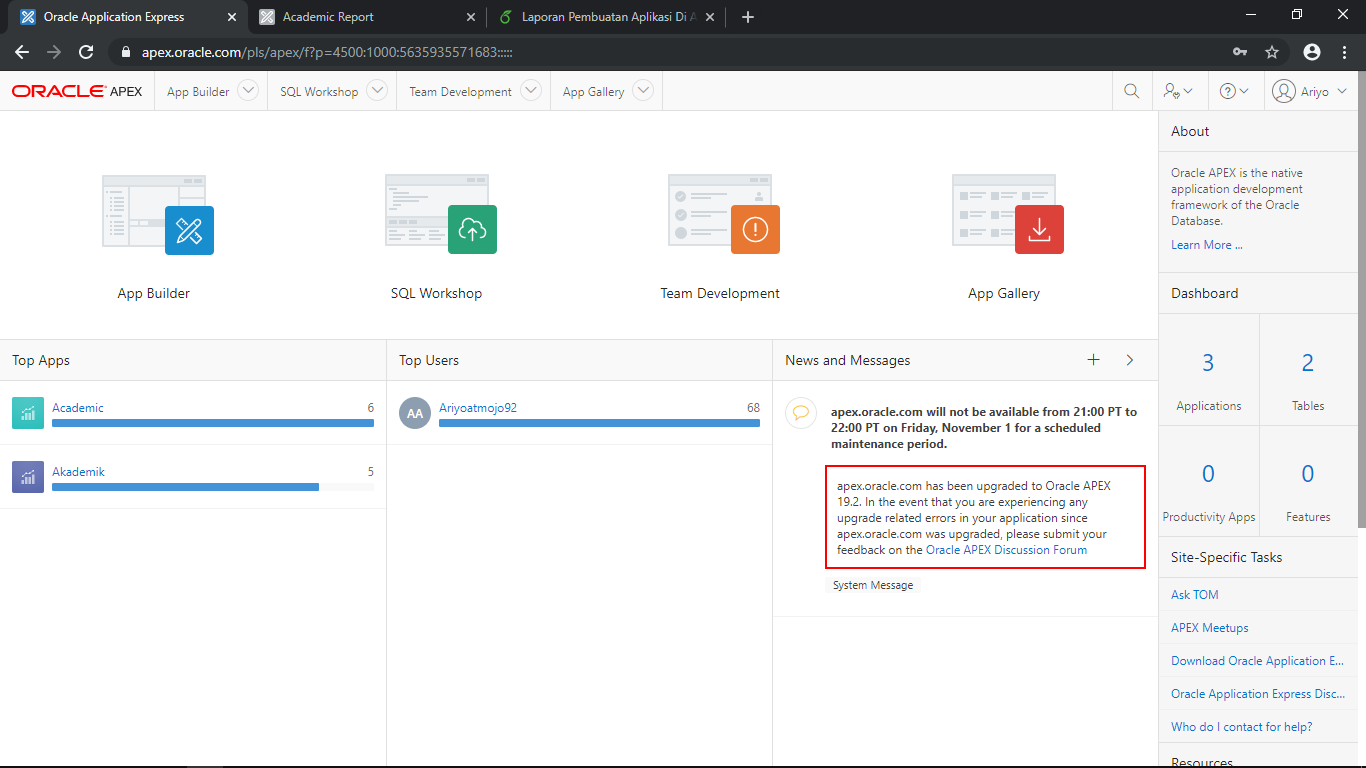 Oracle Application Express
Academic Report
Laporan Pembuatan Aplikasi Di A
apex.oracle.com/pls/apex/f?p=4500:1000:5635935571683:::::
ORACLE APEX
App Builder
SQL Workshop
Team Development
App Gallery
Ariyo
App Builder
SQL Workshop
Team Development
App Gallery
About
Oracle APEX is the native
application development
framework of the Oracle
Database.
Learn More ...
Dashboard
3
Applications
2
Tables
0
Productivity Apps
0
Features
Top Apps
Academic 6
Akademik 5
Top Users
AA
Ariyoatmojo92 68
News and Messages
apex.oracle.com will not be available from 21:00 PT to
22:00 PT on Friday, November 1 for a scheduled
maintenance period.
apex.oracle.com has been upgraded to Oracle APEX
19.2. In the event that you are experiencing any
upgrade related errors in your application since
apex.oracle.com was upgraded, please submit your
feedback on the Oracle APEX Discussion Forum
System Message
Site-Specific Tasks
Ask TOM
APEX Meetups
Download Oracle Application E...
Oracle Application Express Disc...
Who do I contact for help?
Resources